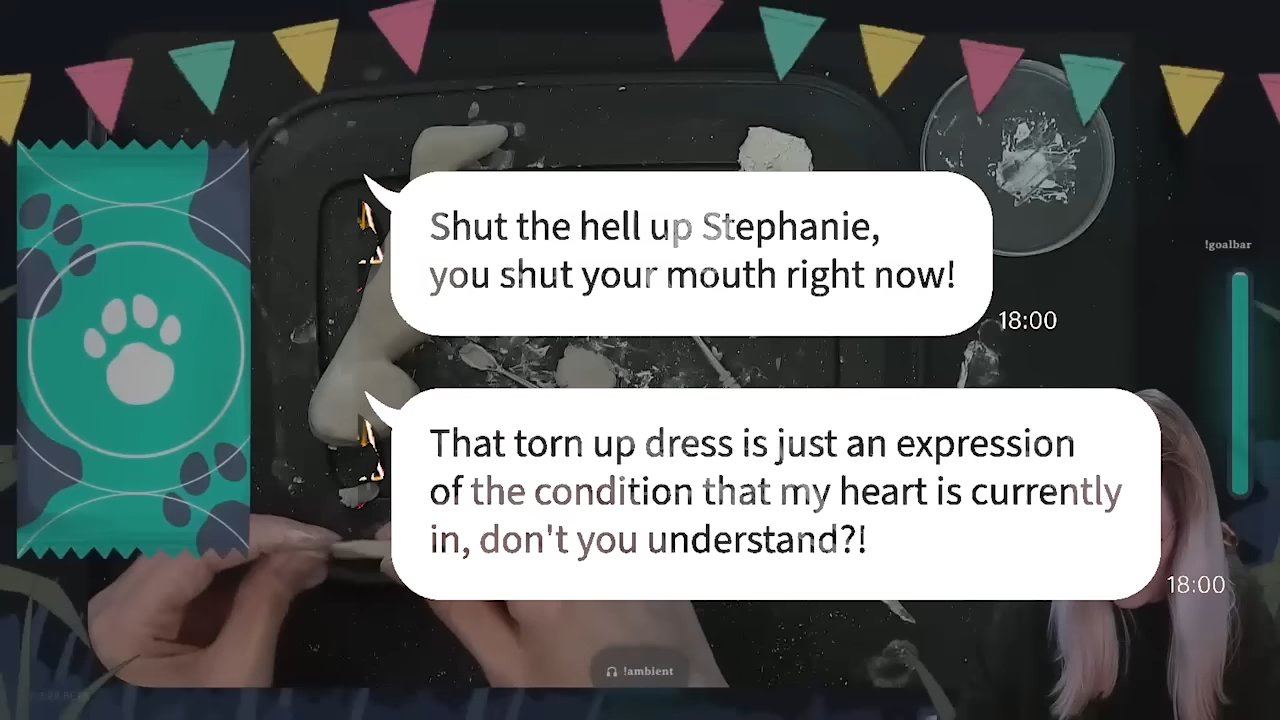 !goalbar
Shut the hell up Stephanie,
you shut your mouth right now!
18:00
That torn up dress is just an expression
of the condition that my heart is currently
in, don't you understand?!
18:00
!ambient